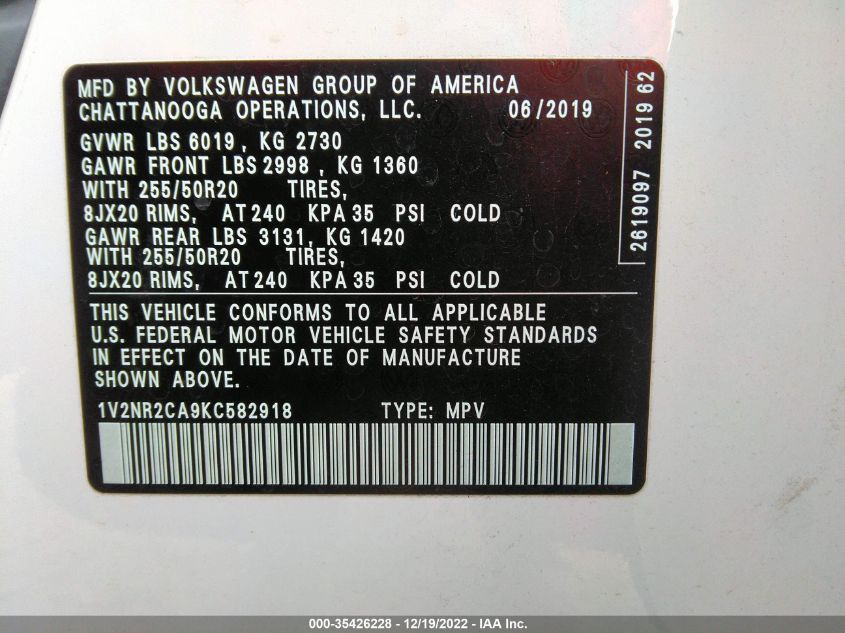 MFD BY VOLKSWAGEN GROUP OF AMERICA
CHATTANOOGA OPERATIONS, LLC. 06/2019
GVWR LBS 6019, KG 2730
GAWR FRONT LBS 2998, KG 1360
WITH 255/50R20 TIRES,
8JX20 RIMS, AT 240 KPA 35 PSI COLD
GAWR REAR LBS 3131, KG 1420
WITH 255/50R20 TIRES,
8JX20 RIMS, AT 240 KPA 35 PSI COLD
THIS VEHICLE CONFORMS TO ALL APPLICABLE
U.S. FEDERAL MOTOR VEHICLE SAFETY STANDARDS
IN EFFECT ON THE DATE OF MANUFACTURE
SHOWN ABOVE.
1V2NR2CA9KC582918 TYPE: MPV
2619097 2019 62
000-35426228 - 12/19/2022 - IAA Inc.